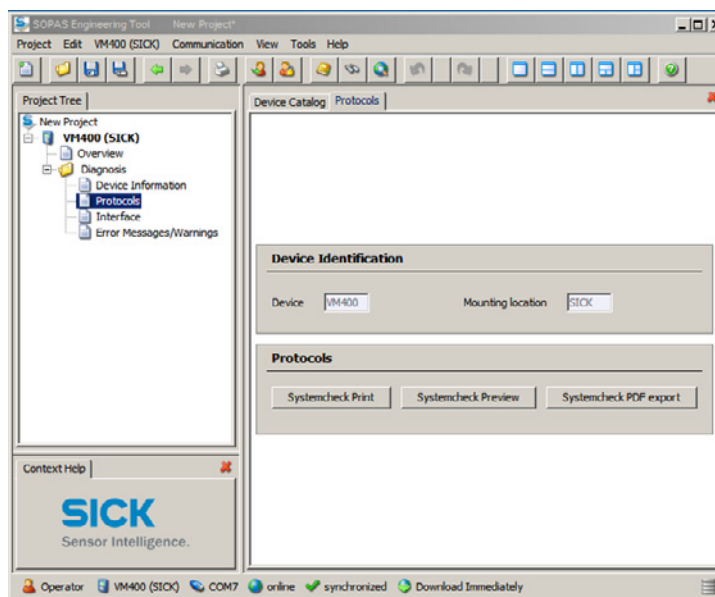 SOPAS Engineering Tool New Project*
Project Edit VM400 (SICK) Communication View Tools Help
Project Tree
New Project
VM400 (SICK)
Overview
Diagnosis
Device Information
Protocols
Interface
Error Messages/Warnings
Device Catalog Protocols
Device Identification
Device VM400 Mounting location SICK
Protocols
Systemcheck Print Systemcheck Preview Systemcheck PDF export
Context Help
SICK
Sensor Intelligence.
Operator VM400 (SICK) COM7 online synchronized Download Immediately